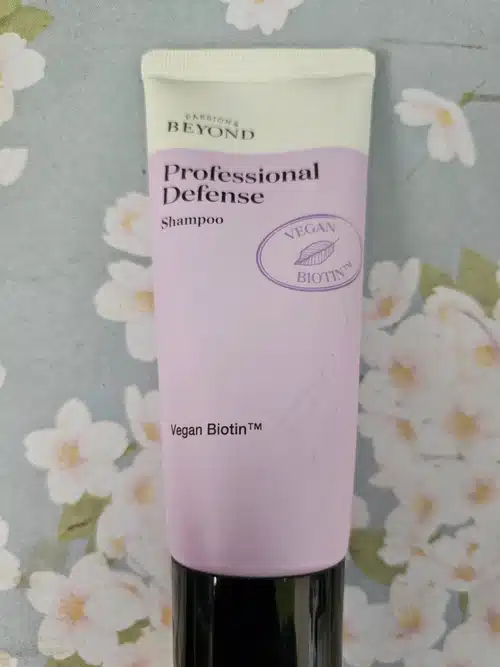 PASSION&
BEYOND
Professional
Defense
Shampoo
VEGAN
BIOTIN™
Vegan Biotin™